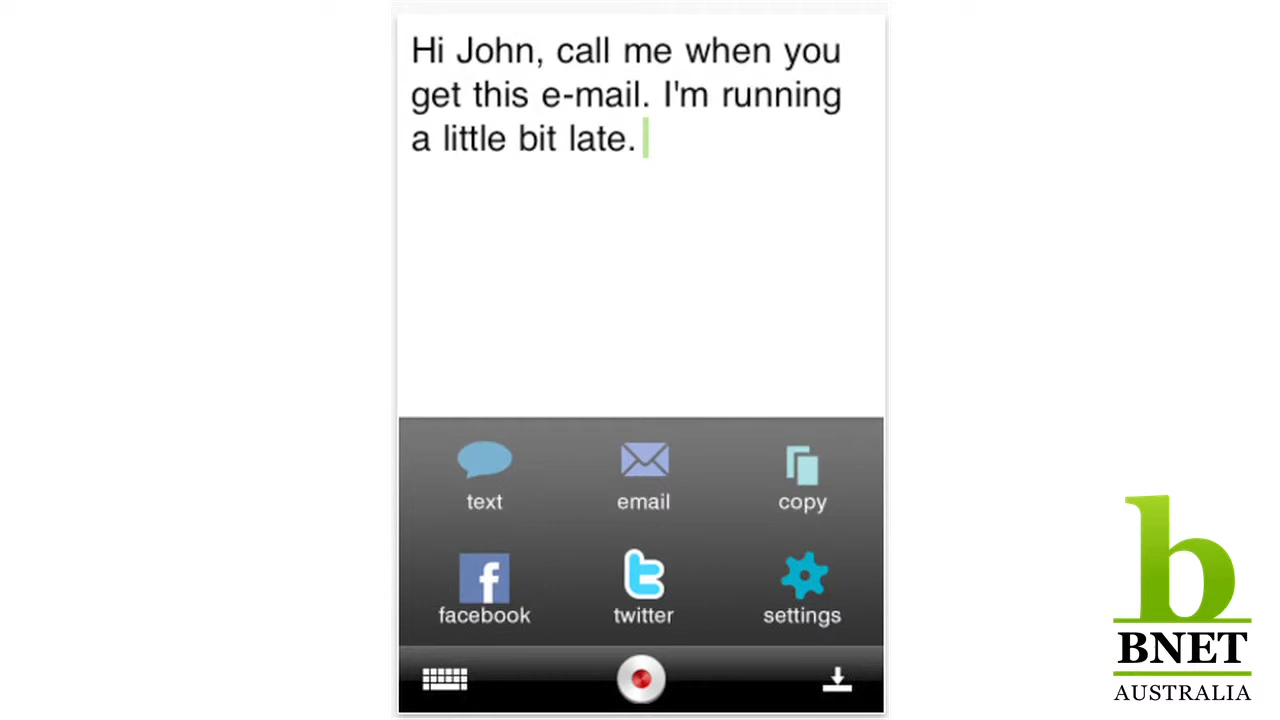 Hi John, call me when you
get this e-mail. I'm running
a little bit late.
text
email
copy
facebook
twitter
settings
b
BNET
AUSTRALIA